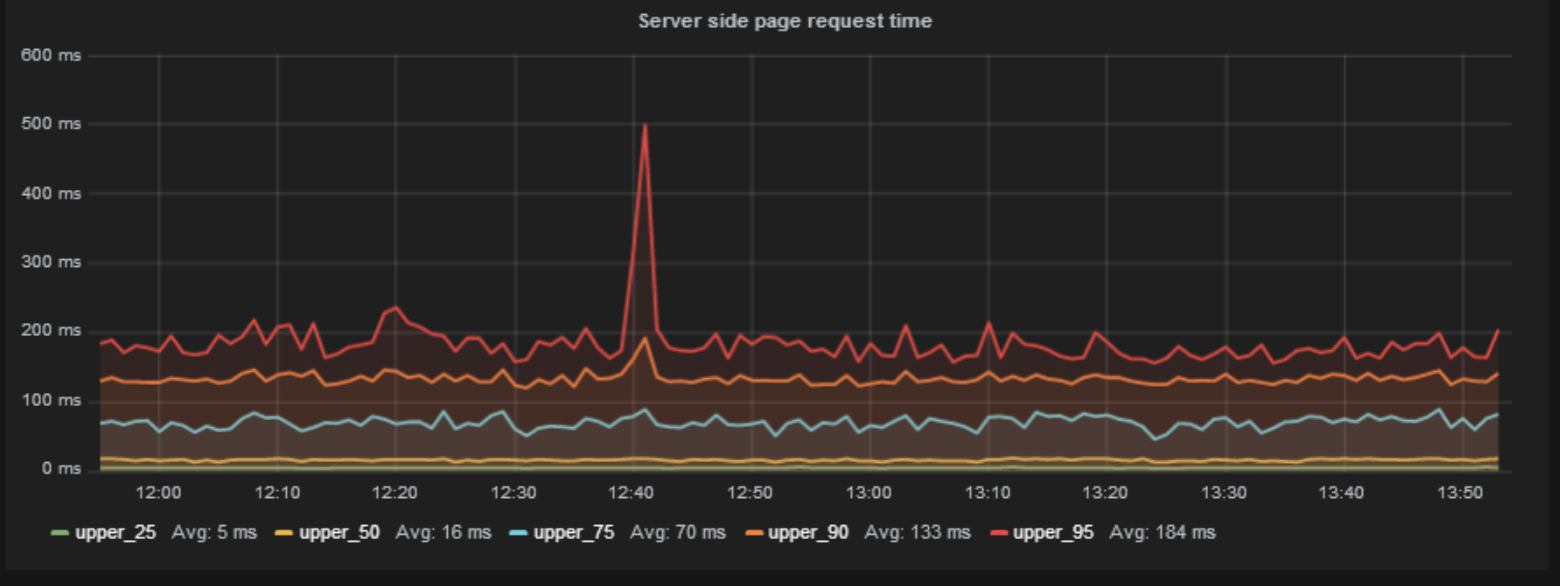 Server side page request time
600 ms
500 ms
400 ms
300 ms
200 ms
100 ms
0 ms
12:00 12:10 12:20 12:30 12:40 12:50 13:00 13:10 13:20 13:30 13:40 13:50
upper_25 Avg: 5 ms upper_50 Avg: 16 ms upper_75 Avg: 70 ms upper_90 Avg: 133 ms upper_95 Avg: 184 ms